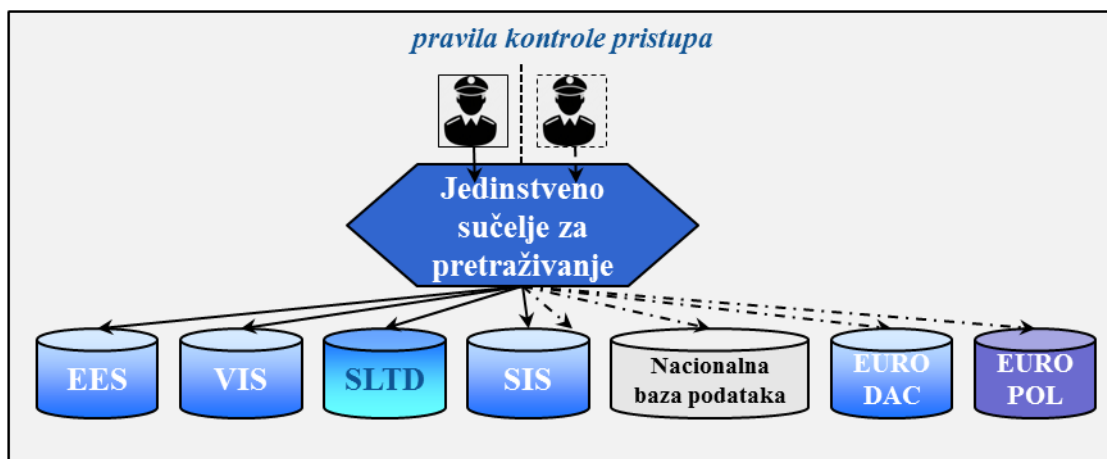 pravila kontrole pristupa
Jedinstveno
sučelje za
pretraživanje
EES
VIS
SLTD
SIS
Nacionalna
baza podataka
EURO
DAC
EURO
POL